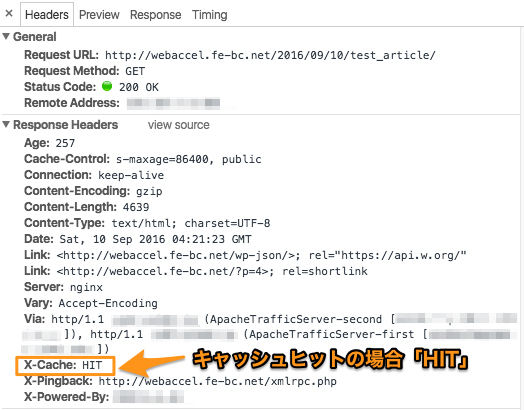 × Headers Preview Response Timing
▼ General
Request URL: http://webaccel.fe-bc.net/2016/09/10/test_article/
Request Method: GET
Status Code: 200 OK
Remote Address:
▼ Response Headers view source
Age: 257
Cache-Control: s-maxage=86400, public
Connection: keep-alive
Content-Encoding: gzip
Content-Length: 4639
Content-Type: text/html; charset=UTF-8
Date: Sat, 10 Sep 2016 04:21:23 GMT
Link: <http://webaccel.fe-bc.net/wp-json/>; rel="https://api.w.org/"
Link: <http://webaccel.fe-bc.net/?p=4>; rel=shortlink
Server: nginx
Vary: Accept-Encoding
Via: http/1.1 (ApacheTrafficServer-second [
]), http/1.1 (ApacheTrafficServer-first [
])
X-Cache: HIT
キャッシュヒットの場合「HIT」
X-Pingback: http://webaccel.fe-bc.net/xmlrpc.php
X-Powered-By: